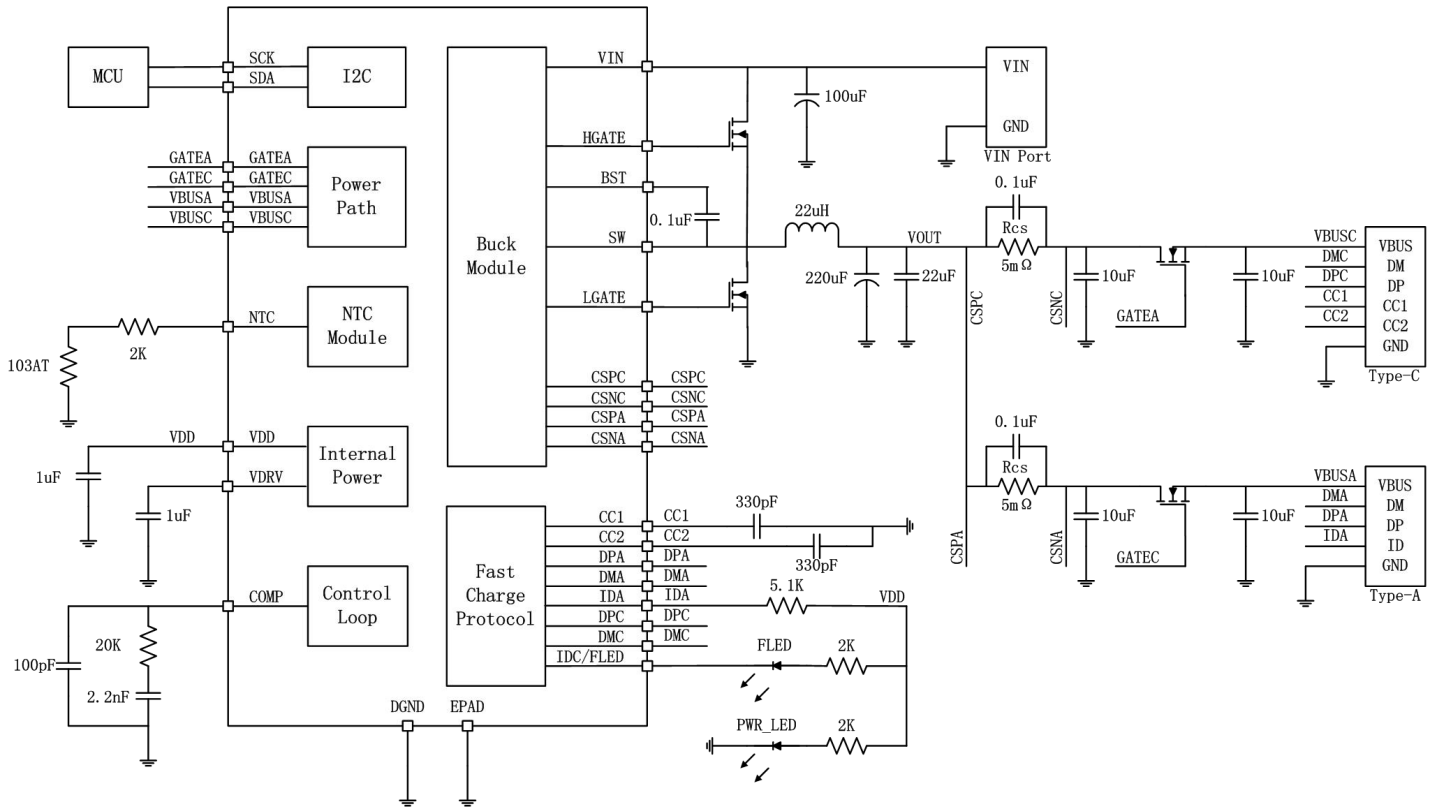 MCU
SCK
SDA
I2C
GATEA
GATEC
VBUSA
VBUSC
GATEA
GATEC
VBUSA
VBUSC
Power
Path
NTC
NTC
Module
2K
103AT
VDD
VDD
VDRV
Internal
Power
1uF
1uF
COMP
Control
Loop
20K
100pF
2.2nF
DGND
EPAD
Buck
Module
VIN
HGATE
BST
SW
LGATE
CSPC
CSNC
CSPA
CSNA
CSPC
CSNC
CSPA
CSNA
Fast
Charge
Protocol
CC1
CC2
DPA
DMA
IDA
DPC
DMC
IDC/FLED
CC1
CC2
DPA
DMA
IDA
DPC
DMC
330pF
330pF
5.1K
VDD
FLED
2K
PWR_LED
2K
100uF
VIN
GND
VIN Port
0.1uF
22uH
VOUT
220uF
22uF
0.1uF
Rcs
5mΩ
CSPC
CSNC
10uF
GATEA
10uF
VBUSC
DMC
DPC
CC1
CC2
VBUS
DM
DP
CC1
CC2
GND
Type-C
0.1uF
Rcs
5mΩ
CSPA
CSNA
10uF
GATEC
10uF
VBUSA
DMA
DPA
IDA
VBUS
DM
DP
ID
GND
Type-A